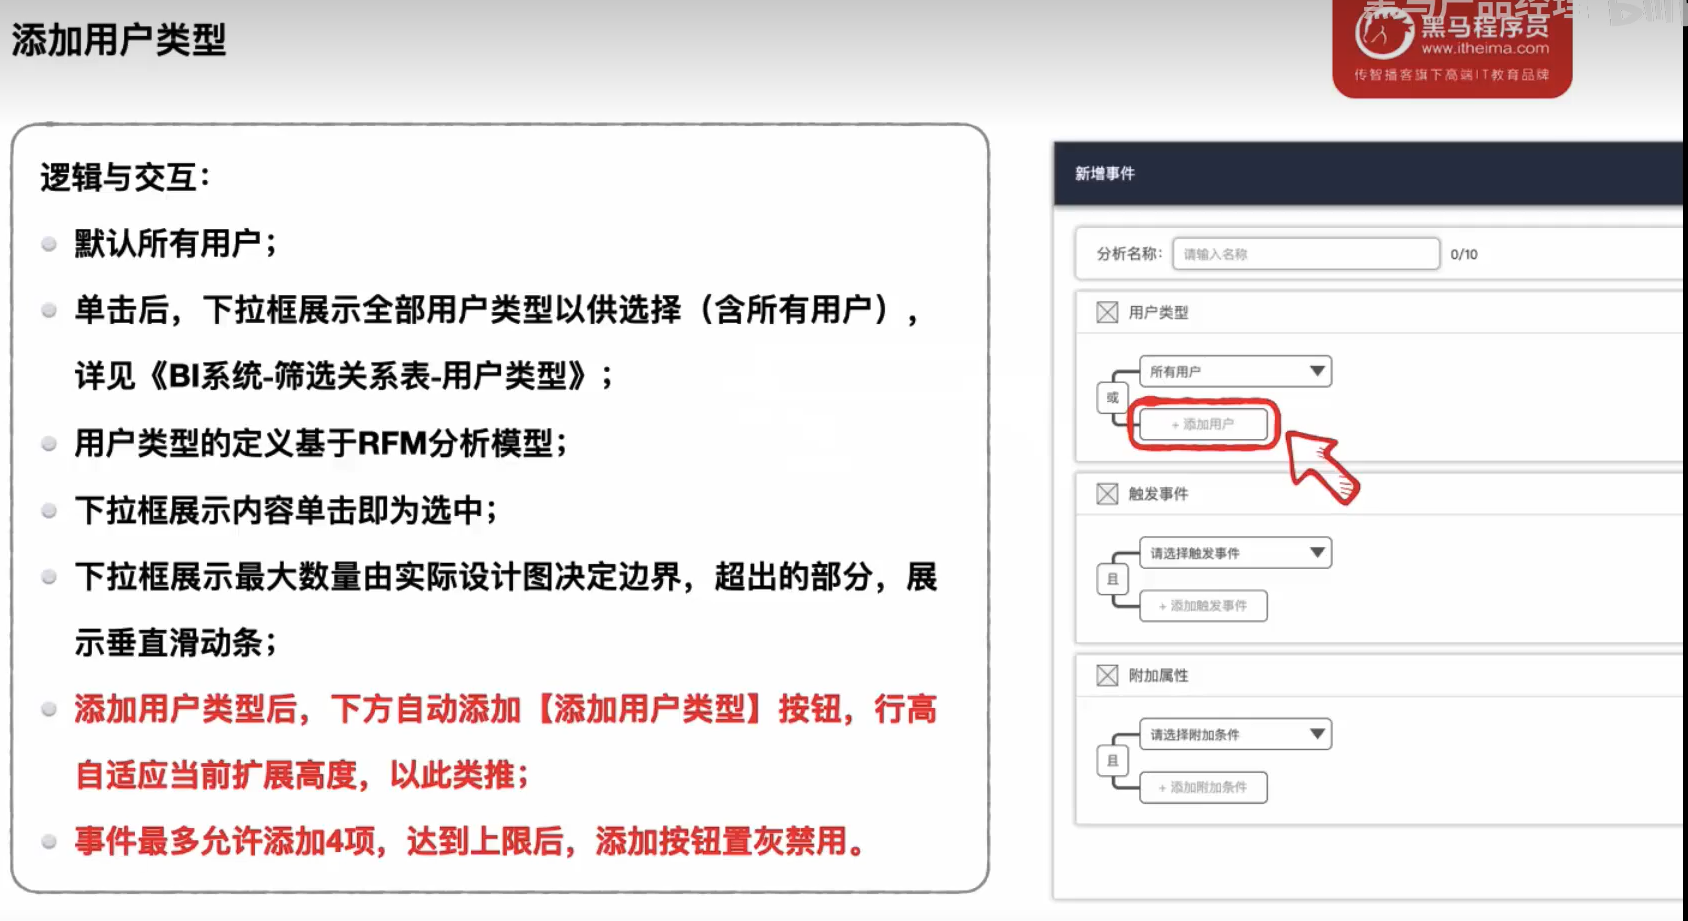 添加用户类型
黑马产品经理
黑马程序员
www.itheima.com
传智播客旗下高端IT教育品牌
逻辑与交互：
默认所有用户；
单击后，下拉框展示全部用户类型以供选择（含所有用户），
详见《BI系统-筛选关系表-用户类型》；
用户类型的定义基于RFM分析模型；
下拉框展示内容单击即为选中；
下拉框展示最大数量由实际设计图决定边界，超出的部分，展
示垂直滑动条；
添加用户类型后，下方自动添加【添加用户类型】按钮，行高
自适应当前扩展高度，以此类推；
事件最多允许添加4项，达到上限后，添加按钮置灰禁用。
新增事件
分析名称： 请输入名称 0/10
用户类型
所有用户
或
+ 添加用户
触发事件
请选择触发事件
且
+ 添加触发事件
附加属性
请选择附加条件
且
+ 添加附加条件